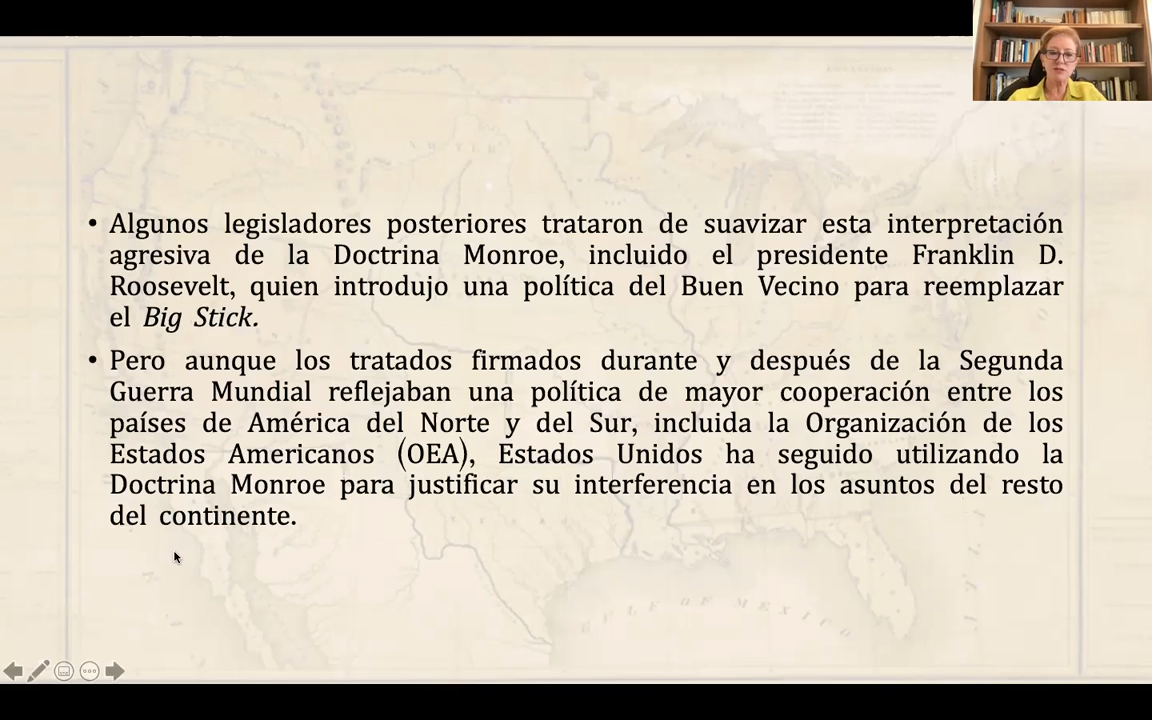 • Algunos legisladores posteriores trataron de suavizar esta interpretación
agresiva de la Doctrina Monroe, incluido el presidente Franklin D.
Roosevelt, quien introdujo una política del Buen Vecino para reemplazar
el Big Stick.
• Pero aunque los tratados firmados durante y después de la Segunda
Guerra Mundial reflejaban una política de mayor cooperación entre los
países de América del Norte y del Sur, incluida la Organización de los
Estados Americanos (OEA), Estados Unidos ha seguido utilizando la
Doctrina Monroe para justificar su interferencia en los asuntos del resto
del continente.
GULF OF MEXICO